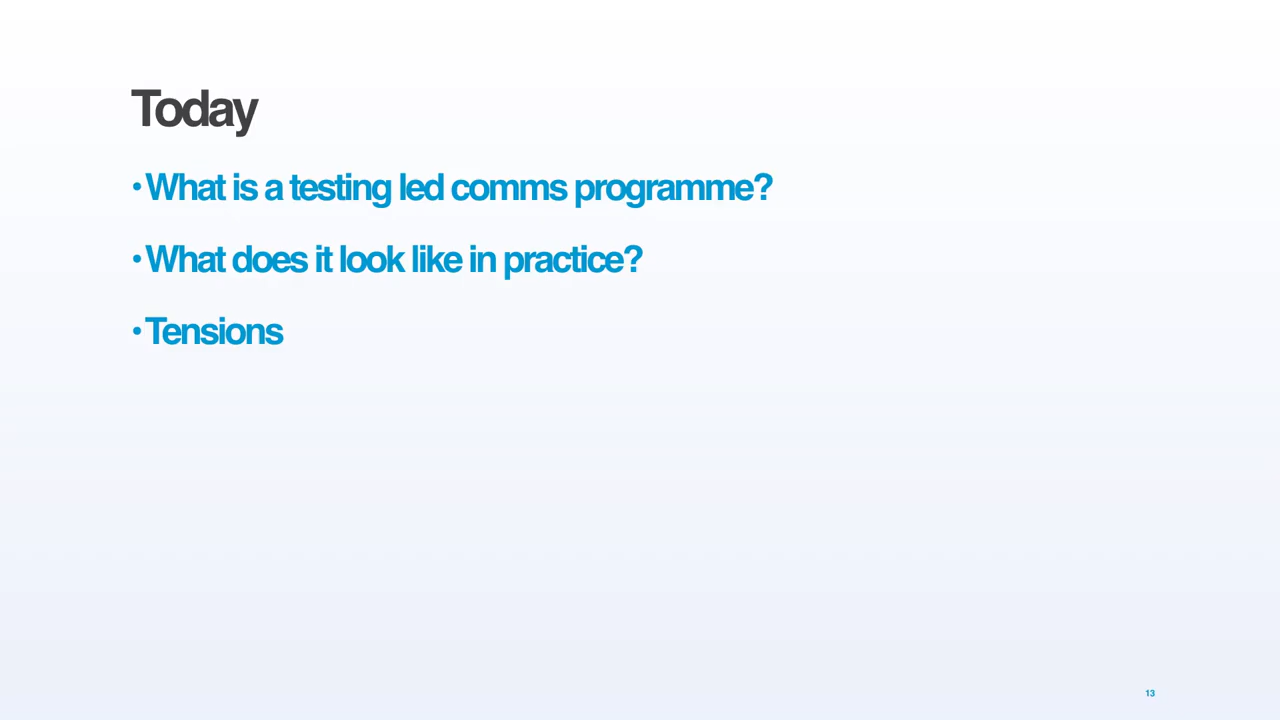 Today
•What is a testing led comms programme?
•What does it look like in practice?
•Tensions
13